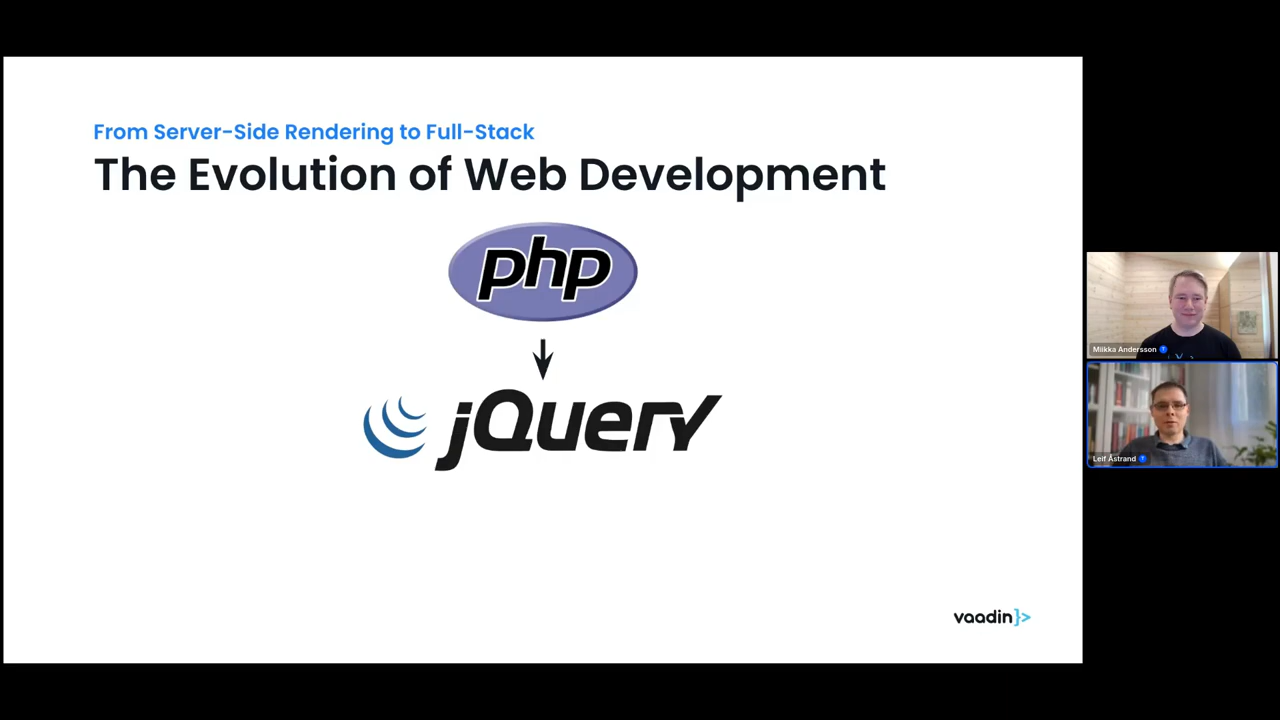 From Server-Side Rendering to Full-Stack
The Evolution of Web Development
php
jQuery
vaadin}>
Miikka Andersson
Leif Åstrand